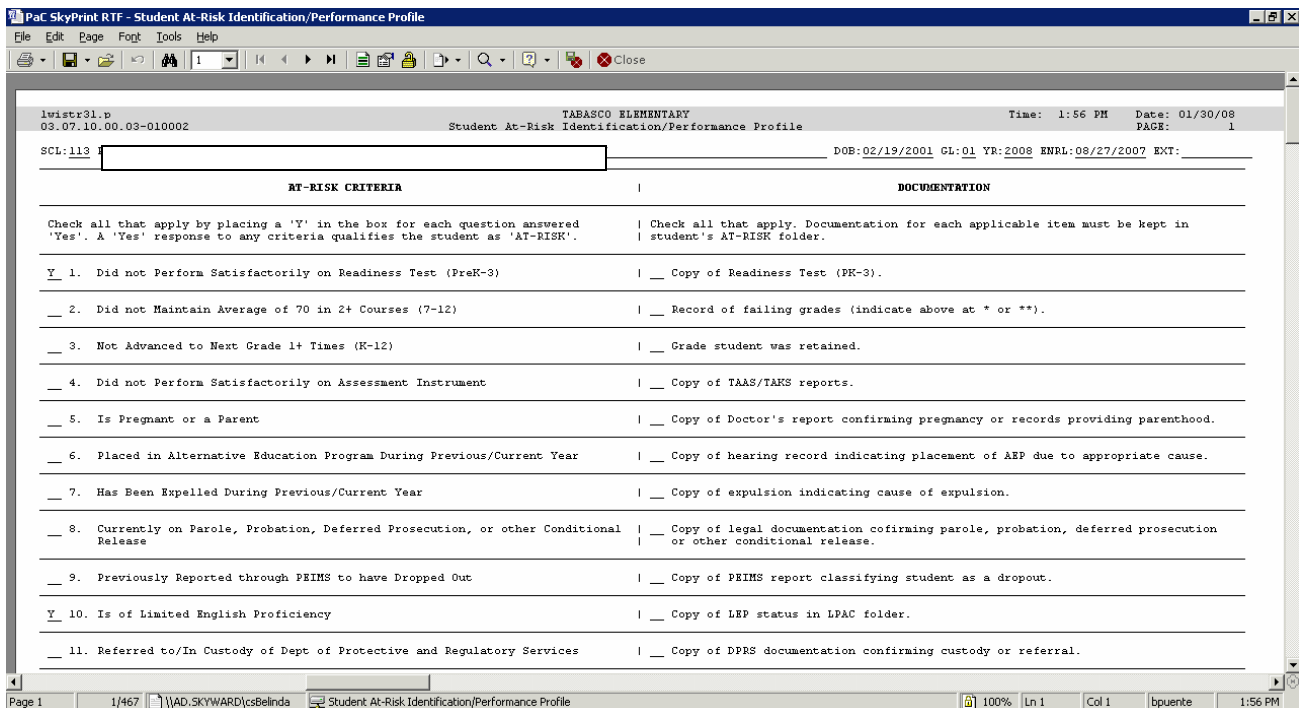 PaC SkyPrint RTF - Student At-Risk Identification/Performance Profile
File Edit Page Font Tools Help
1 Close
lwistr31.p TABASCO ELEMENTARY Time: 1:56 PM Date: 01/30/08
03.07.10.00.03-010002 Student At-Risk Identification/Performance Profile PAGE: 1
SCL:113 DOB:02/19/2001 GL:01 YR:2008 ENRL:08/27/2007 EXT:
AT-RISK CRITERIA | DOCUMENTATION
Check all that apply by placing a 'Y' in the box for each question answered | Check all that apply. Documentation for each applicable item must be kept in
'Yes'. A 'Yes' response to any criteria qualifies the student as 'AT-RISK'. | student's AT-RISK folder.
Y 1. Did not Perform Satisfactorily on Readiness Test (PreK-3) | __ Copy of Readiness Test (PK-3).
__ 2. Did not Maintain Average of 70 in 2+ Courses (7-12) | __ Record of failing grades (indicate above at * or **).
__ 3. Not Advanced to Next Grade 1+ Times (K-12) | __ Grade student was retained.
__ 4. Did not Perform Satisfactorily on Assessment Instrument | __ Copy of TAAS/TAKS reports.
__ 5. Is Pregnant or a Parent | __ Copy of Doctor's report confirming pregnancy or records providing parenthood.
__ 6. Placed in Alternative Education Program During Previous/Current Year | __ Copy of hearing record indicating placement of AEP due to appropriate cause.
__ 7. Has Been Expelled During Previous/Current Year | __ Copy of expulsion indicating cause of expulsion.
__ 8. Currently on Parole, Probation, Deferred Prosecution, or other Conditional | __ Copy of legal documentation cofirming parole, probation, deferred prosecution
Release | or other conditional release.
__ 9. Previously Reported through PEIMS to have Dropped Out | __ Copy of PEIMS report classifying student as a dropout.
Y 10. Is of Limited English Proficiency | __ Copy of LEP status in LPAC folder.
__ 11. Referred to/In Custody of Dept of Protective and Regulatory Services | __ Copy of DPRS documentation confirming custody or referral.
Page 1 1/467 \\AD.SKYWARD\csBelinda Student At-Risk Identification/Performance Profile 100% Ln 1 Col 1 bpuente 1:56 PM